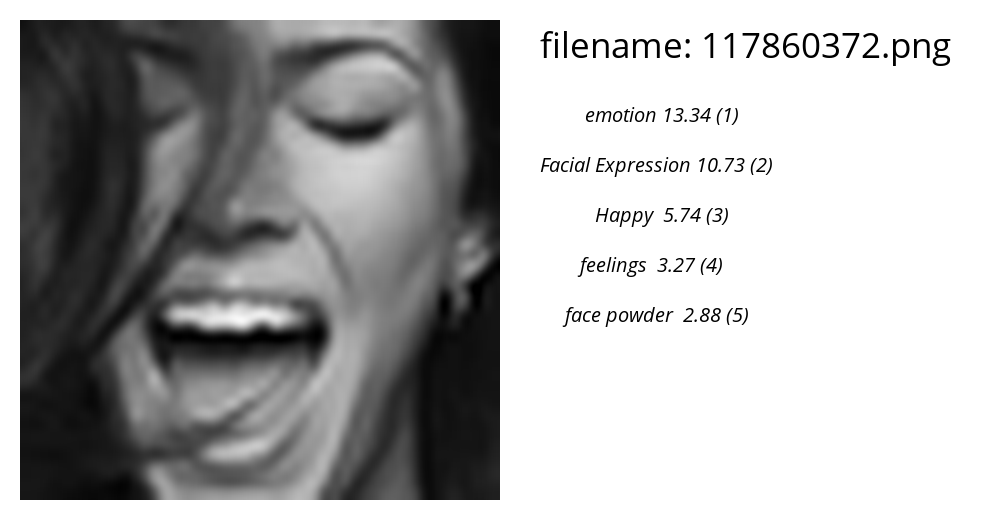 filename: 117860372.png
emotion 13.34 (1)
Facial Expression 10.73 (2)
Happy 5.74 (3)
feelings 3.27 (4)
face powder 2.88 (5)